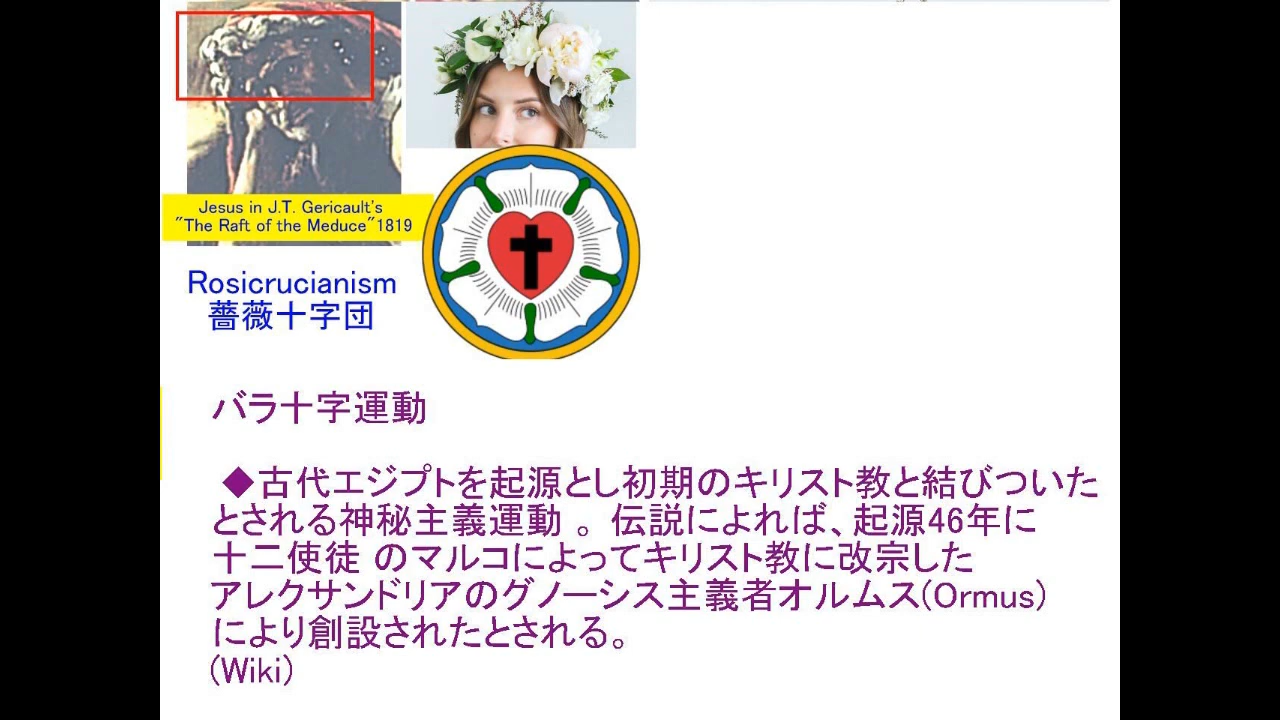 Jesus in J.T. Gericault's
"The Raft of the Meduce"1819
Rosicrucianism
薔薇十字団
バラ十字運動
◆古代エジプトを起源とし初期のキリスト教と結びついた
とされる神秘主義運動 。 伝説によれば、起源46年に
十二使徒 のマルコによってキリスト教に改宗した
アレクサンドリアのグノーシス主義者オルムス(Ormus)
により創設されたとされる。
(Wiki)